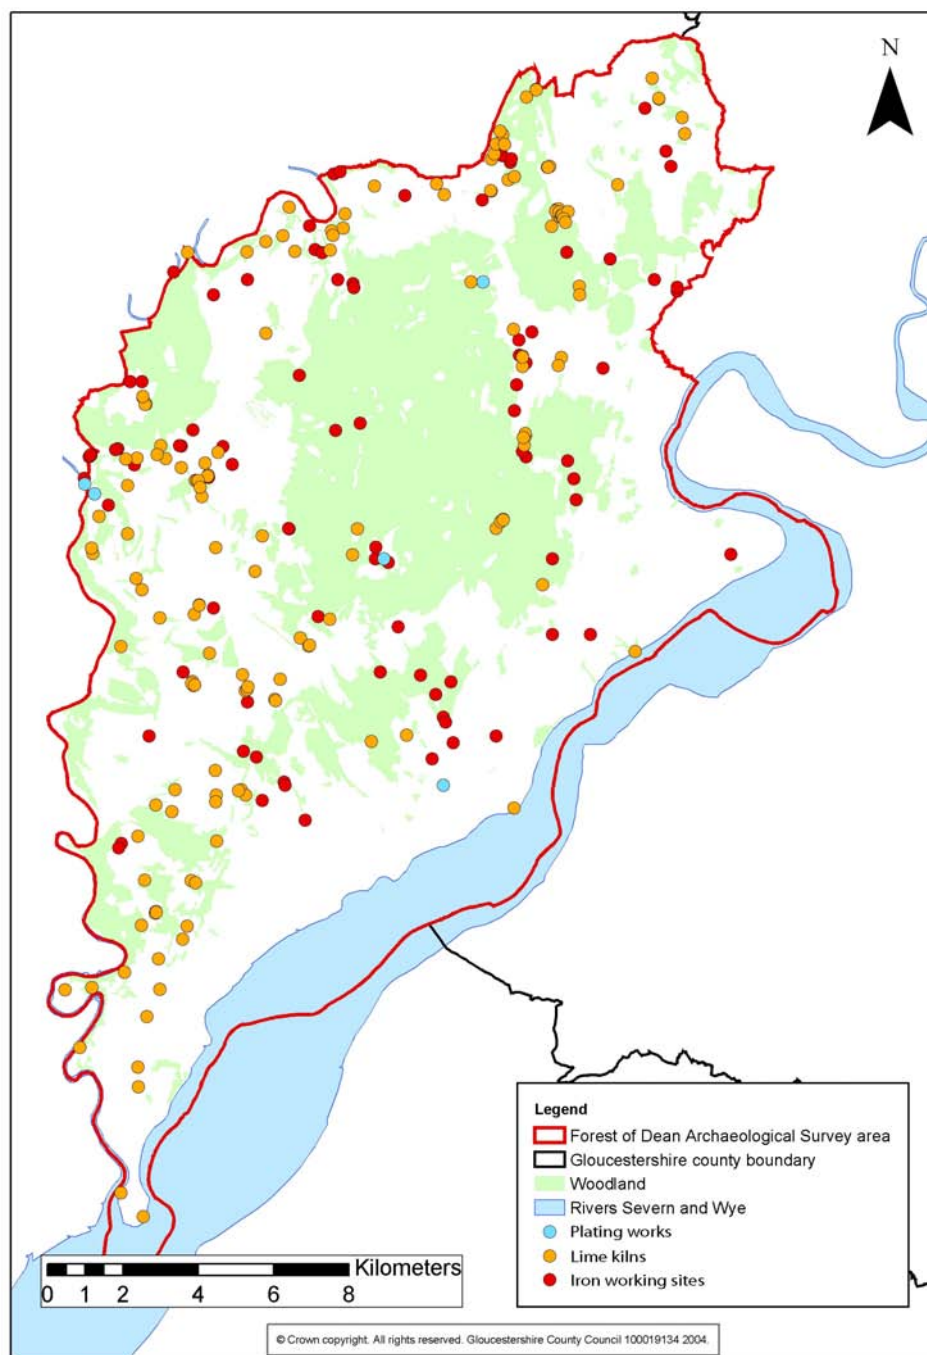 N
Legend
Forest of Dean Archaeological Survey area
Gloucestershire county boundary
Woodland
Rivers Severn and Wye
Plating works
Lime kilns
Iron working sites
Kilometers
0 1 2 4 6 8
© Crown copyright. All rights reserved. Gloucestershire County Council 100019134 2004.